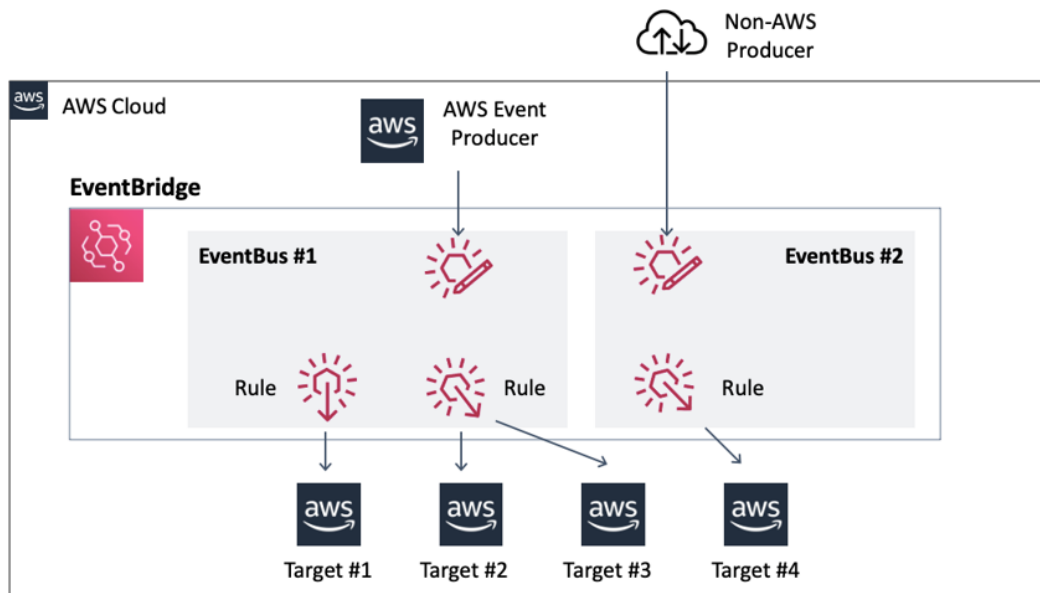 Non-AWS
Producer
aws
AWS Cloud
aws
AWS Event
Producer
EventBridge
EventBus #1
EventBus #2
Rule
Rule
Rule
aws
aws
aws
aws
Target #1
Target #2
Target #3
Target #4